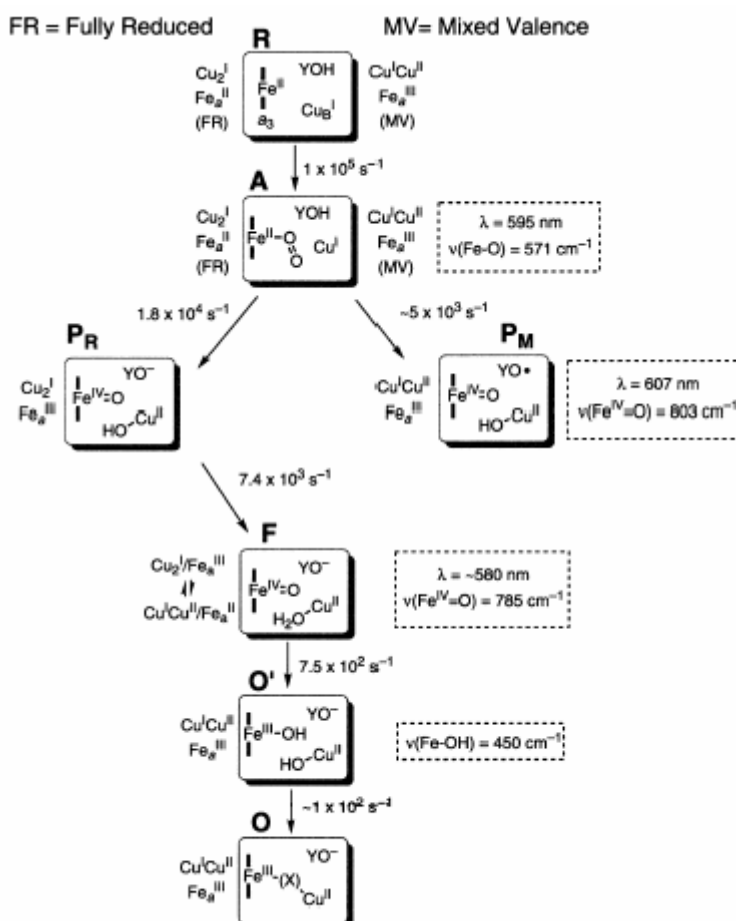 FR = Fully Reduced MV= Mixed Valence
R
Cu₂ᴵ YOH CuᴵCuᴵᴵ
Feₐᴵᴵ Feᴵᴵ Feₐᴵᴵᴵ
(FR) a₃ Cu_Bᴵ (MV)
1 x 10⁵ s⁻¹
A
Cu₂ᴵ YOH CuᴵCuᴵᴵ λ = 595 nm
Feₐᴵᴵ Feᴵᴵ-O Cuᴵ Feₐᴵᴵᴵ ν(Fe-O) = 571 cm⁻¹
(FR) O (MV)
1.8 x 10⁴ s⁻¹ ~5 x 10³ s⁻¹
P_R P_M
Cu₂ᴵ YO⁻ CuᴵCuᴵᴵ YO• λ = 607 nm
Feₐᴵᴵᴵ Feᴵⱽ=O Feₐᴵᴵᴵ Feᴵⱽ=O ν(Feᴵⱽ=O) = 803 cm⁻¹
HO-Cuᴵᴵ HO-Cuᴵᴵ
7.4 x 10³ s⁻¹
F
Cu₂ᴵ/Feₐᴵᴵᴵ YO⁻ λ = ~580 nm
CuᴵCuᴵᴵ/Feₐᴵᴵ Feᴵⱽ=O ν(Feᴵⱽ=O) = 785 cm⁻¹
H₂O-Cuᴵᴵ
7.5 x 10² s⁻¹
O'
CuᴵCuᴵᴵ YO⁻
Feₐᴵᴵᴵ Feᴵᴵᴵ-OH ν(Fe-OH) = 450 cm⁻¹
HO-Cuᴵᴵ
~1 x 10² s⁻¹
O
CuᴵCuᴵᴵ YO⁻
Feₐᴵᴵᴵ Feᴵᴵᴵ-(X)-Cuᴵᴵ